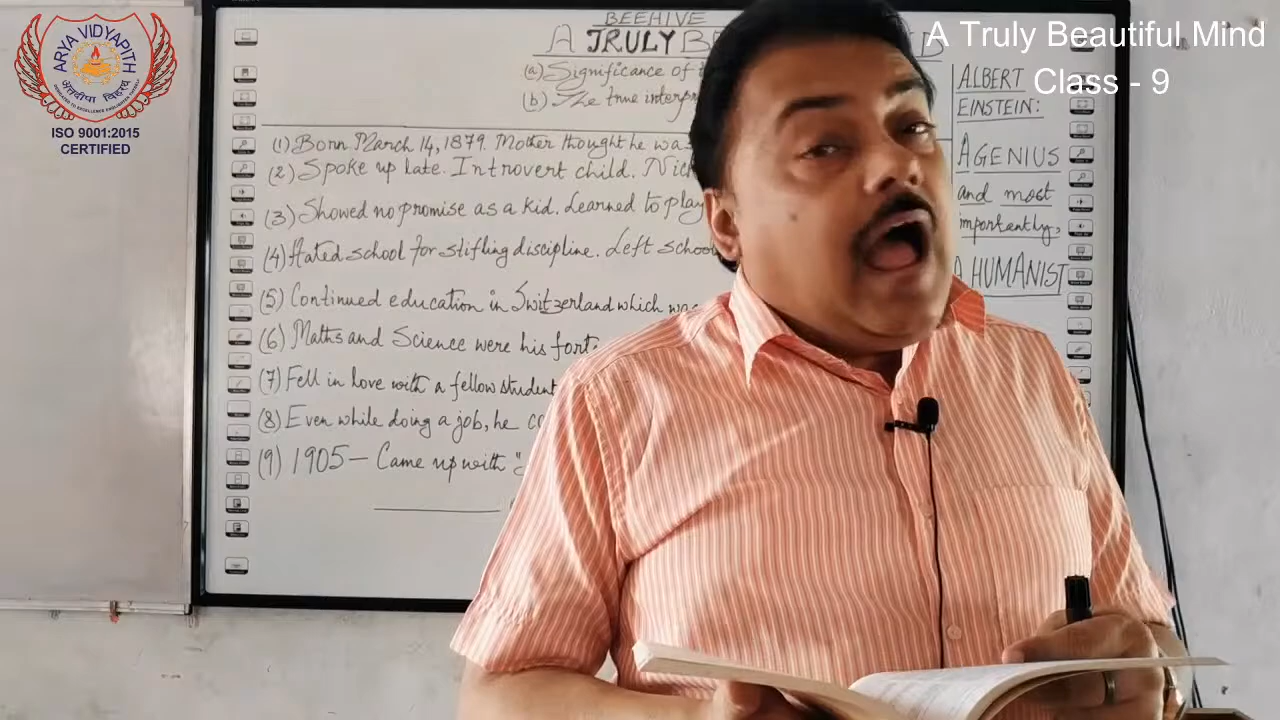 A Truly Beautiful Mind
Class - 9
ARYA VIDYAPITH
ISO 9001:2015
CERTIFIED
BEEHIVE
A TRULY
(a) Significance of
(b) The true
ALBERT
EINSTEIN:
A GENIUS
and most
importantly,
A HUMANIST
(1) Born March 14, 1879. Mother thought he was
(2) Spoke up late. Introvert child.
(3) Showed no promise as a kid. Learned to play
(4) Hated school for stifling discipline. Left school
(5) Continued education in Switzerland which was
(6) Maths and Science were his
(7) Fell in love with a fellow student
(8) Even while doing a job, he
(9) 1905 — Came up with "